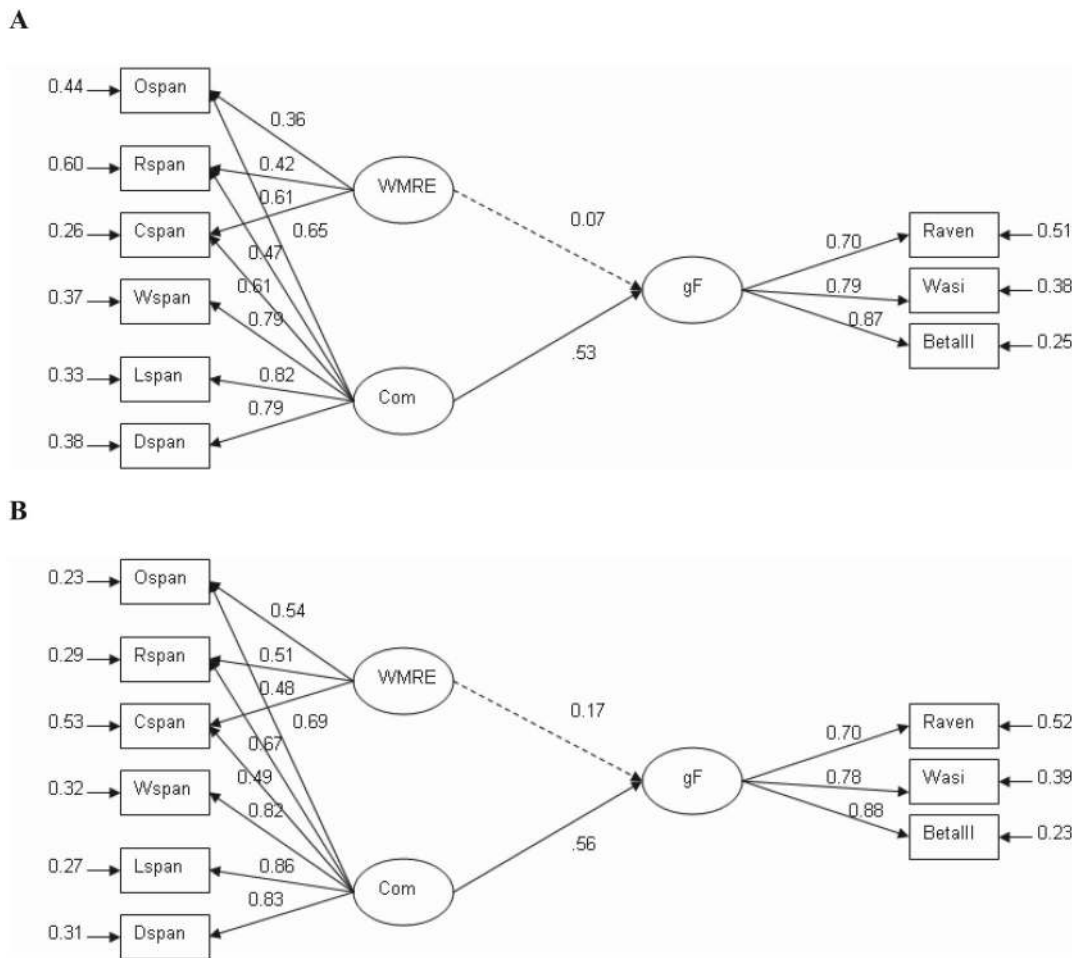 A
0.44 Ospan
0.36
0.60 Rspan 0.42 WMRE
0.61
0.26 Cspan 0.65 0.07 0.70 Raven 0.51
0.47
0.61 gF 0.79 Wasi 0.38
0.37 Wspan 0.79 0.87
.53 BetaIII 0.25
0.33 Lspan 0.82 Com
0.79
0.38 Dspan
B
0.23 Ospan
0.54
0.29 Rspan 0.51 WMRE
0.48
0.53 Cspan 0.69 0.17 0.70 Raven 0.52
0.67
0.49 gF 0.78 Wasi 0.39
0.32 Wspan 0.82 0.88
.56 BetaIII 0.23
0.27 Lspan 0.86 Com
0.83
0.31 Dspan